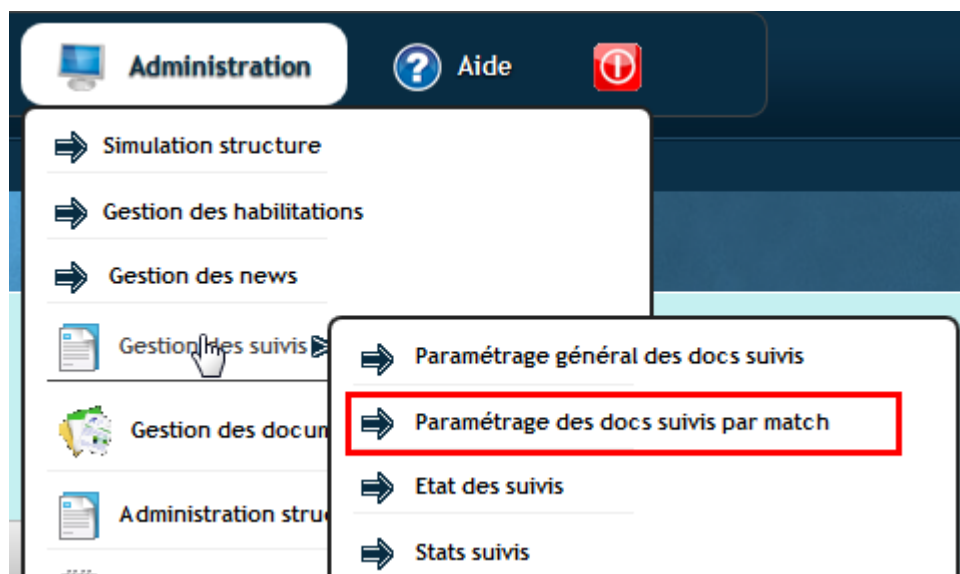 Administration
Aide
Simulation structure
Gestion des habilitations
Gestion des news
Gestion des suivis
Paramétrage général des docs suivis
Paramétrage des docs suivis par match
Gestion des docum
Etat des suivis
Administration stru
Stats suivis